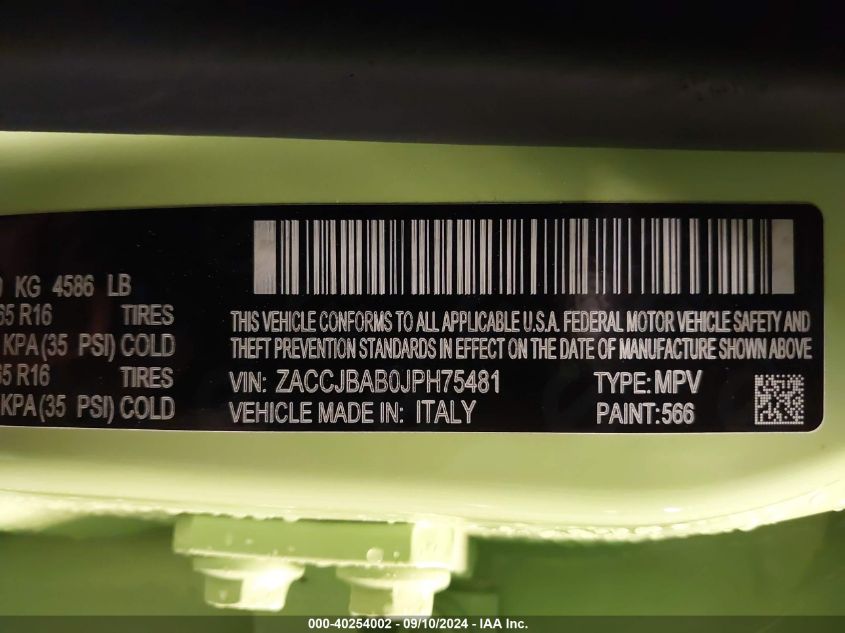 KG 4586 LB
65 R16 TIRES
KPA (35 PSI) COLD
65 R16 TIRES
KPA (35 PSI) COLD
THIS VEHICLE CONFORMS TO ALL APPLICABLE U.S.A. FEDERAL MOTOR VEHICLE SAFETY AND
THEFT PREVENTION STANDARDS IN EFFECT ON THE DATE OF MANUFACTURE SHOWN ABOVE
VIN: ZACCJBAB0JPH75481 TYPE: MPV
VEHICLE MADE IN: ITALY PAINT: 566
000-40254002 - 09/10/2024 - IAA Inc.